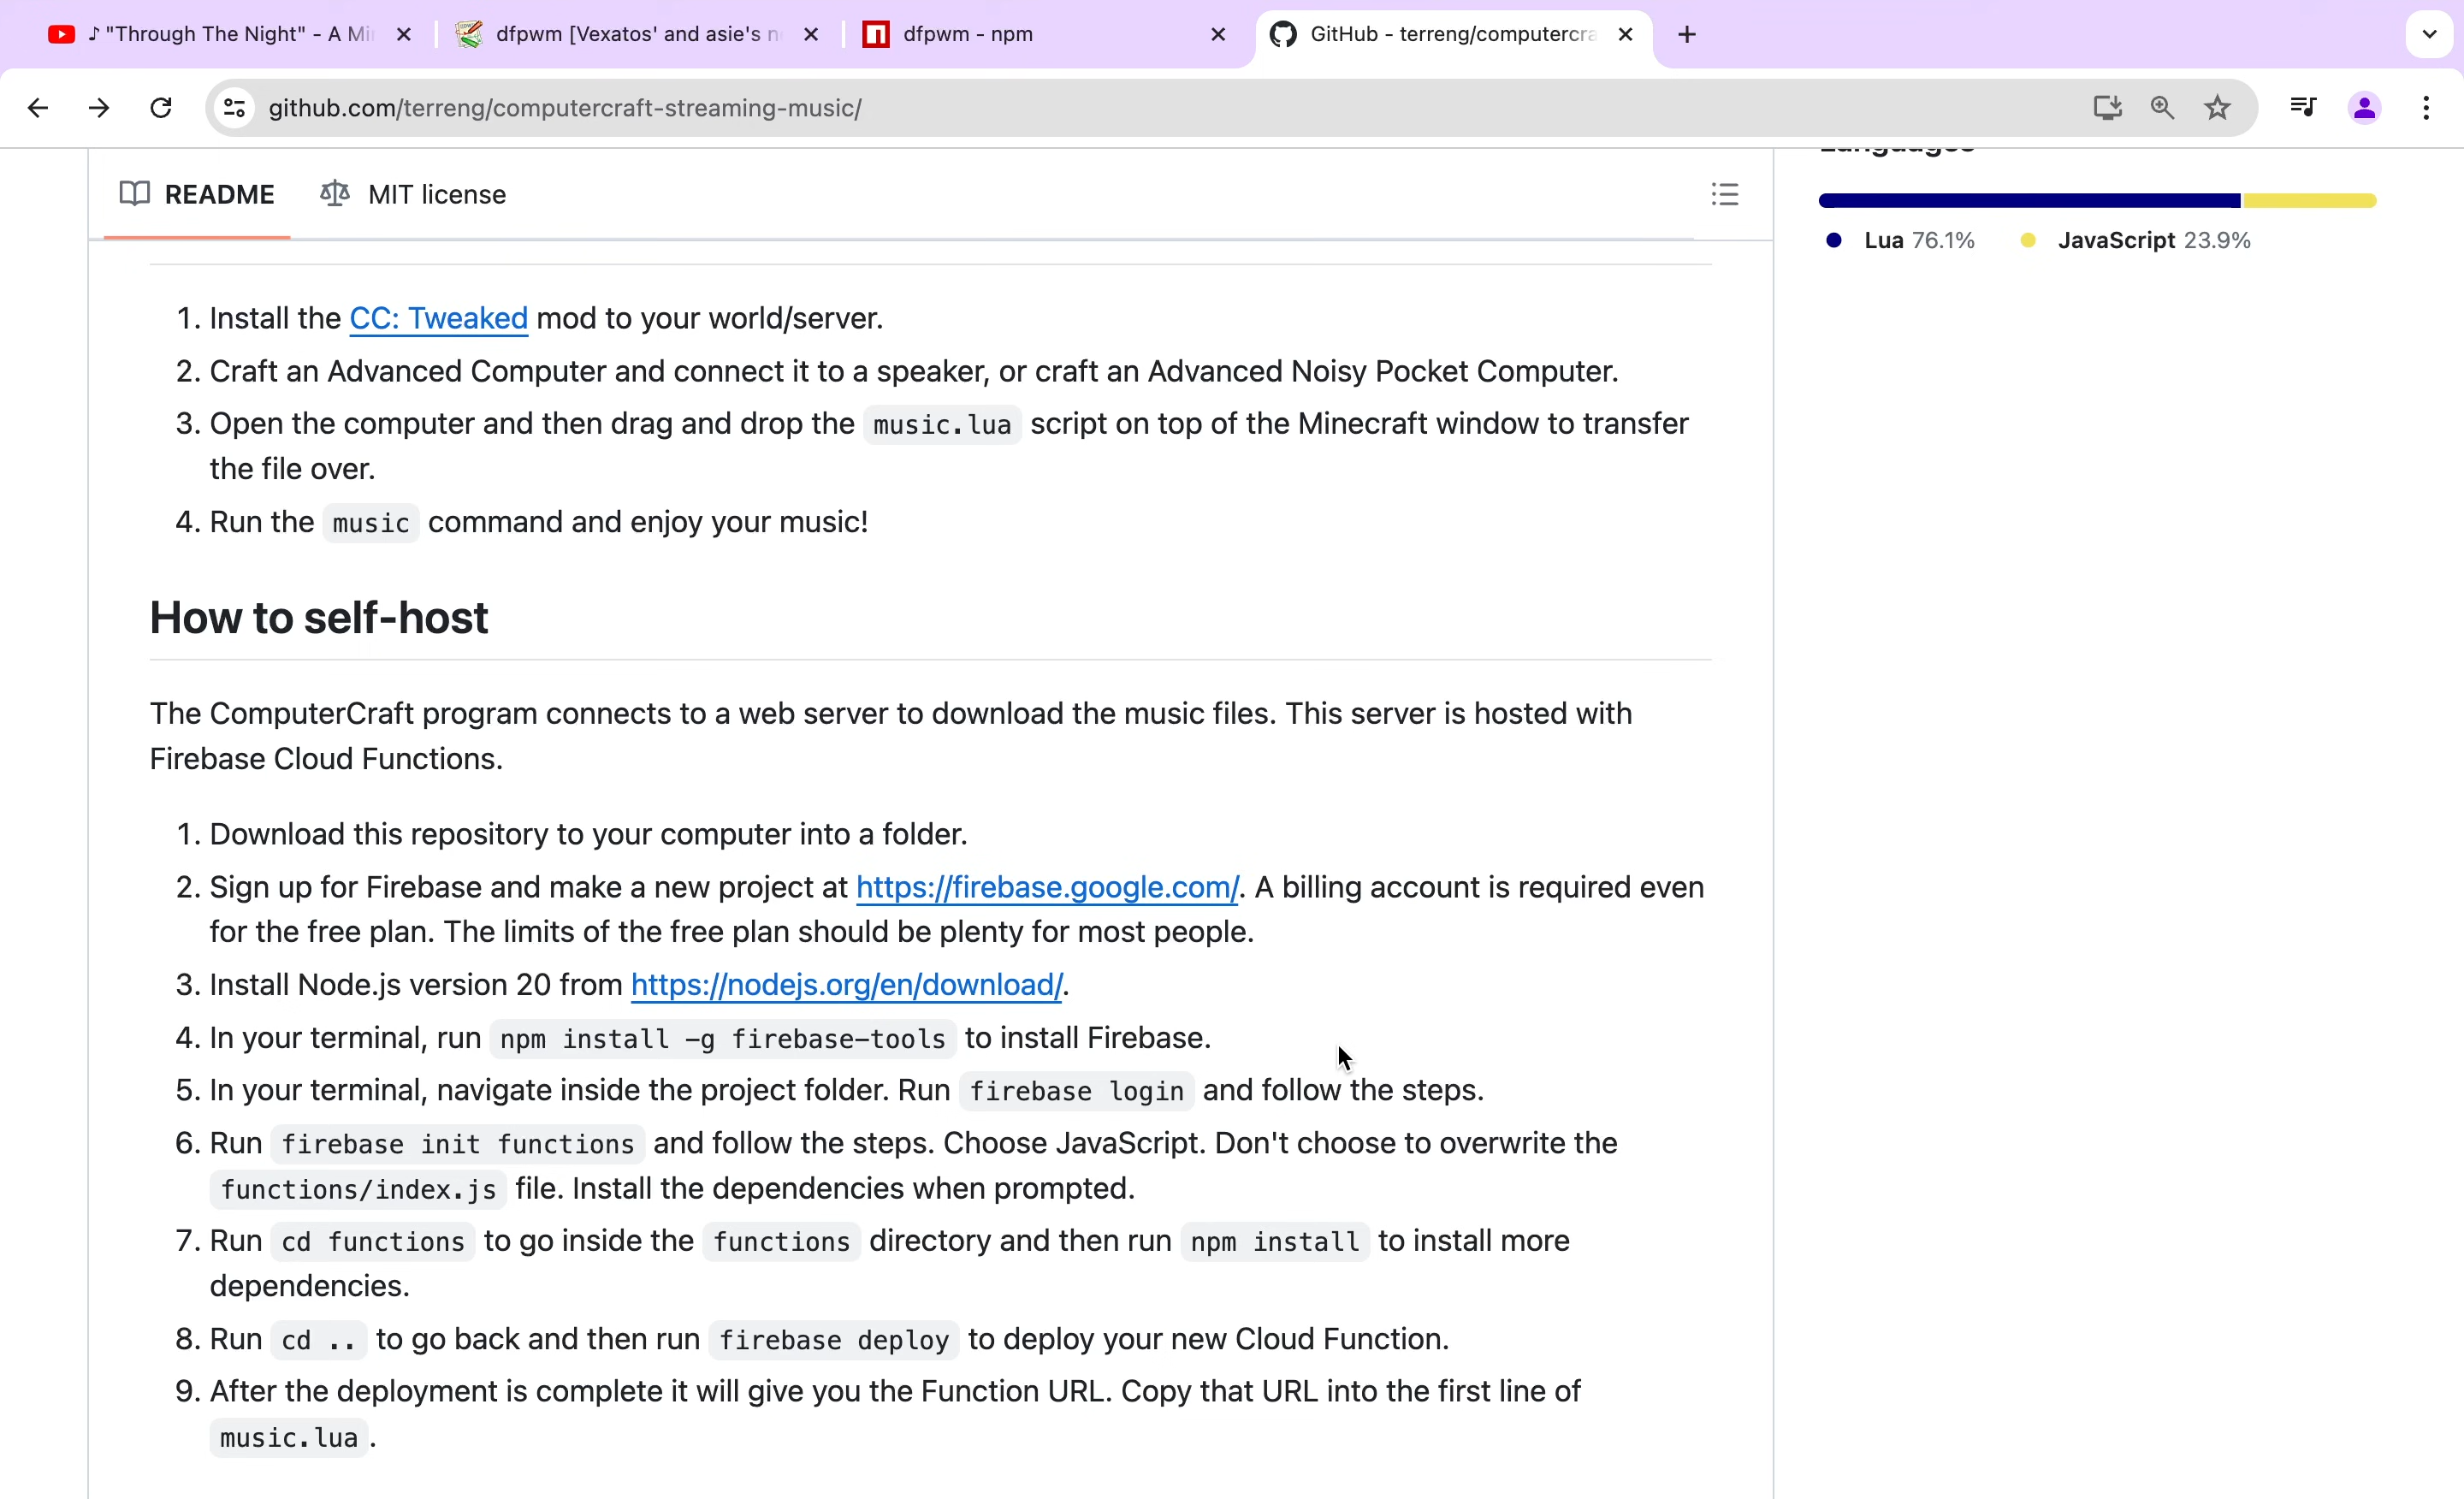 ♪ "Through The Night" - A Mi
dfpwm [Vexatos' and asie's n
dfpwm - npm
GitHub - terreng/computercra
github.com/terreng/computercraft-streaming-music/
README
MIT license
Languages
Lua 76.1%
JavaScript 23.9%
1. Install the CC: Tweaked mod to your world/server.
2. Craft an Advanced Computer and connect it to a speaker, or craft an Advanced Noisy Pocket Computer.
3. Open the computer and then drag and drop the music.lua script on top of the Minecraft window to transfer
the file over.
4. Run the music command and enjoy your music!
How to self-host
The ComputerCraft program connects to a web server to download the music files. This server is hosted with
Firebase Cloud Functions.
1. Download this repository to your computer into a folder.
2. Sign up for Firebase and make a new project at https://firebase.google.com/. A billing account is required even
for the free plan. The limits of the free plan should be plenty for most people.
3. Install Node.js version 20 from https://nodejs.org/en/download/.
4. In your terminal, run npm install -g firebase-tools to install Firebase.
5. In your terminal, navigate inside the project folder. Run firebase login and follow the steps.
6. Run firebase init functions and follow the steps. Choose JavaScript. Don't choose to overwrite the
functions/index.js file. Install the dependencies when prompted.
7. Run cd functions to go inside the functions directory and then run npm install to install more
dependencies.
8. Run cd .. to go back and then run firebase deploy to deploy your new Cloud Function.
9. After the deployment is complete it will give you the Function URL. Copy that URL into the first line of
music.lua .